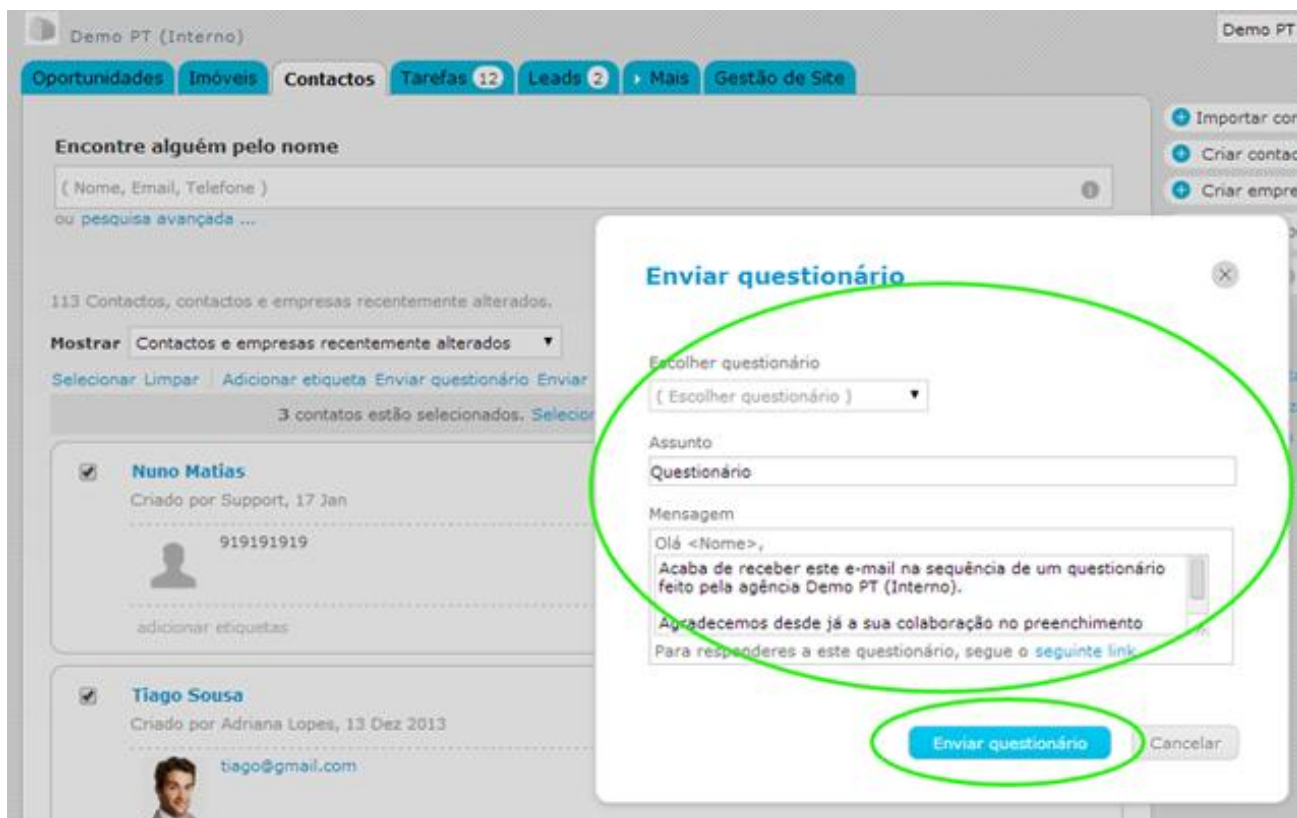 Demo PT (Interno)
Demo PT
Oportunidades
Imóveis
Contactos
Tarefas 12
Leads 2
Mais
Gestão de Site
Importar
Criar
Criar
Encontre alguém pelo nome
( Nome, Email, Telefone )
ou pesquisa avançada ...
113 Contactos, contactos e empresas recentemente alterados.
Mostrar Contactos e empresas recentemente alterados
Selecionar Limpar | Adicionar etiqueta Enviar questionário Enviar
3 contatos estão selecionados.
Nuno Matias
Criado por Support, 17 Jan
919191919
adicionar etiquetas
Tiago Sousa
Criado por Adriana Lopes, 13 Dez 2013
tiago@gmail.com
Enviar questionário
Escolher questionário
( Escolher questionário )
Assunto
Questionário
Mensagem
Olá <Nome>,
Acaba de receber este e-mail na sequência de um questionário
feito pela agência Demo PT (Interno).
Agradecemos desde já a sua colaboração no preenchimento
Para responderes a este questionário, segue o seguinte link
Enviar questionário
Cancelar